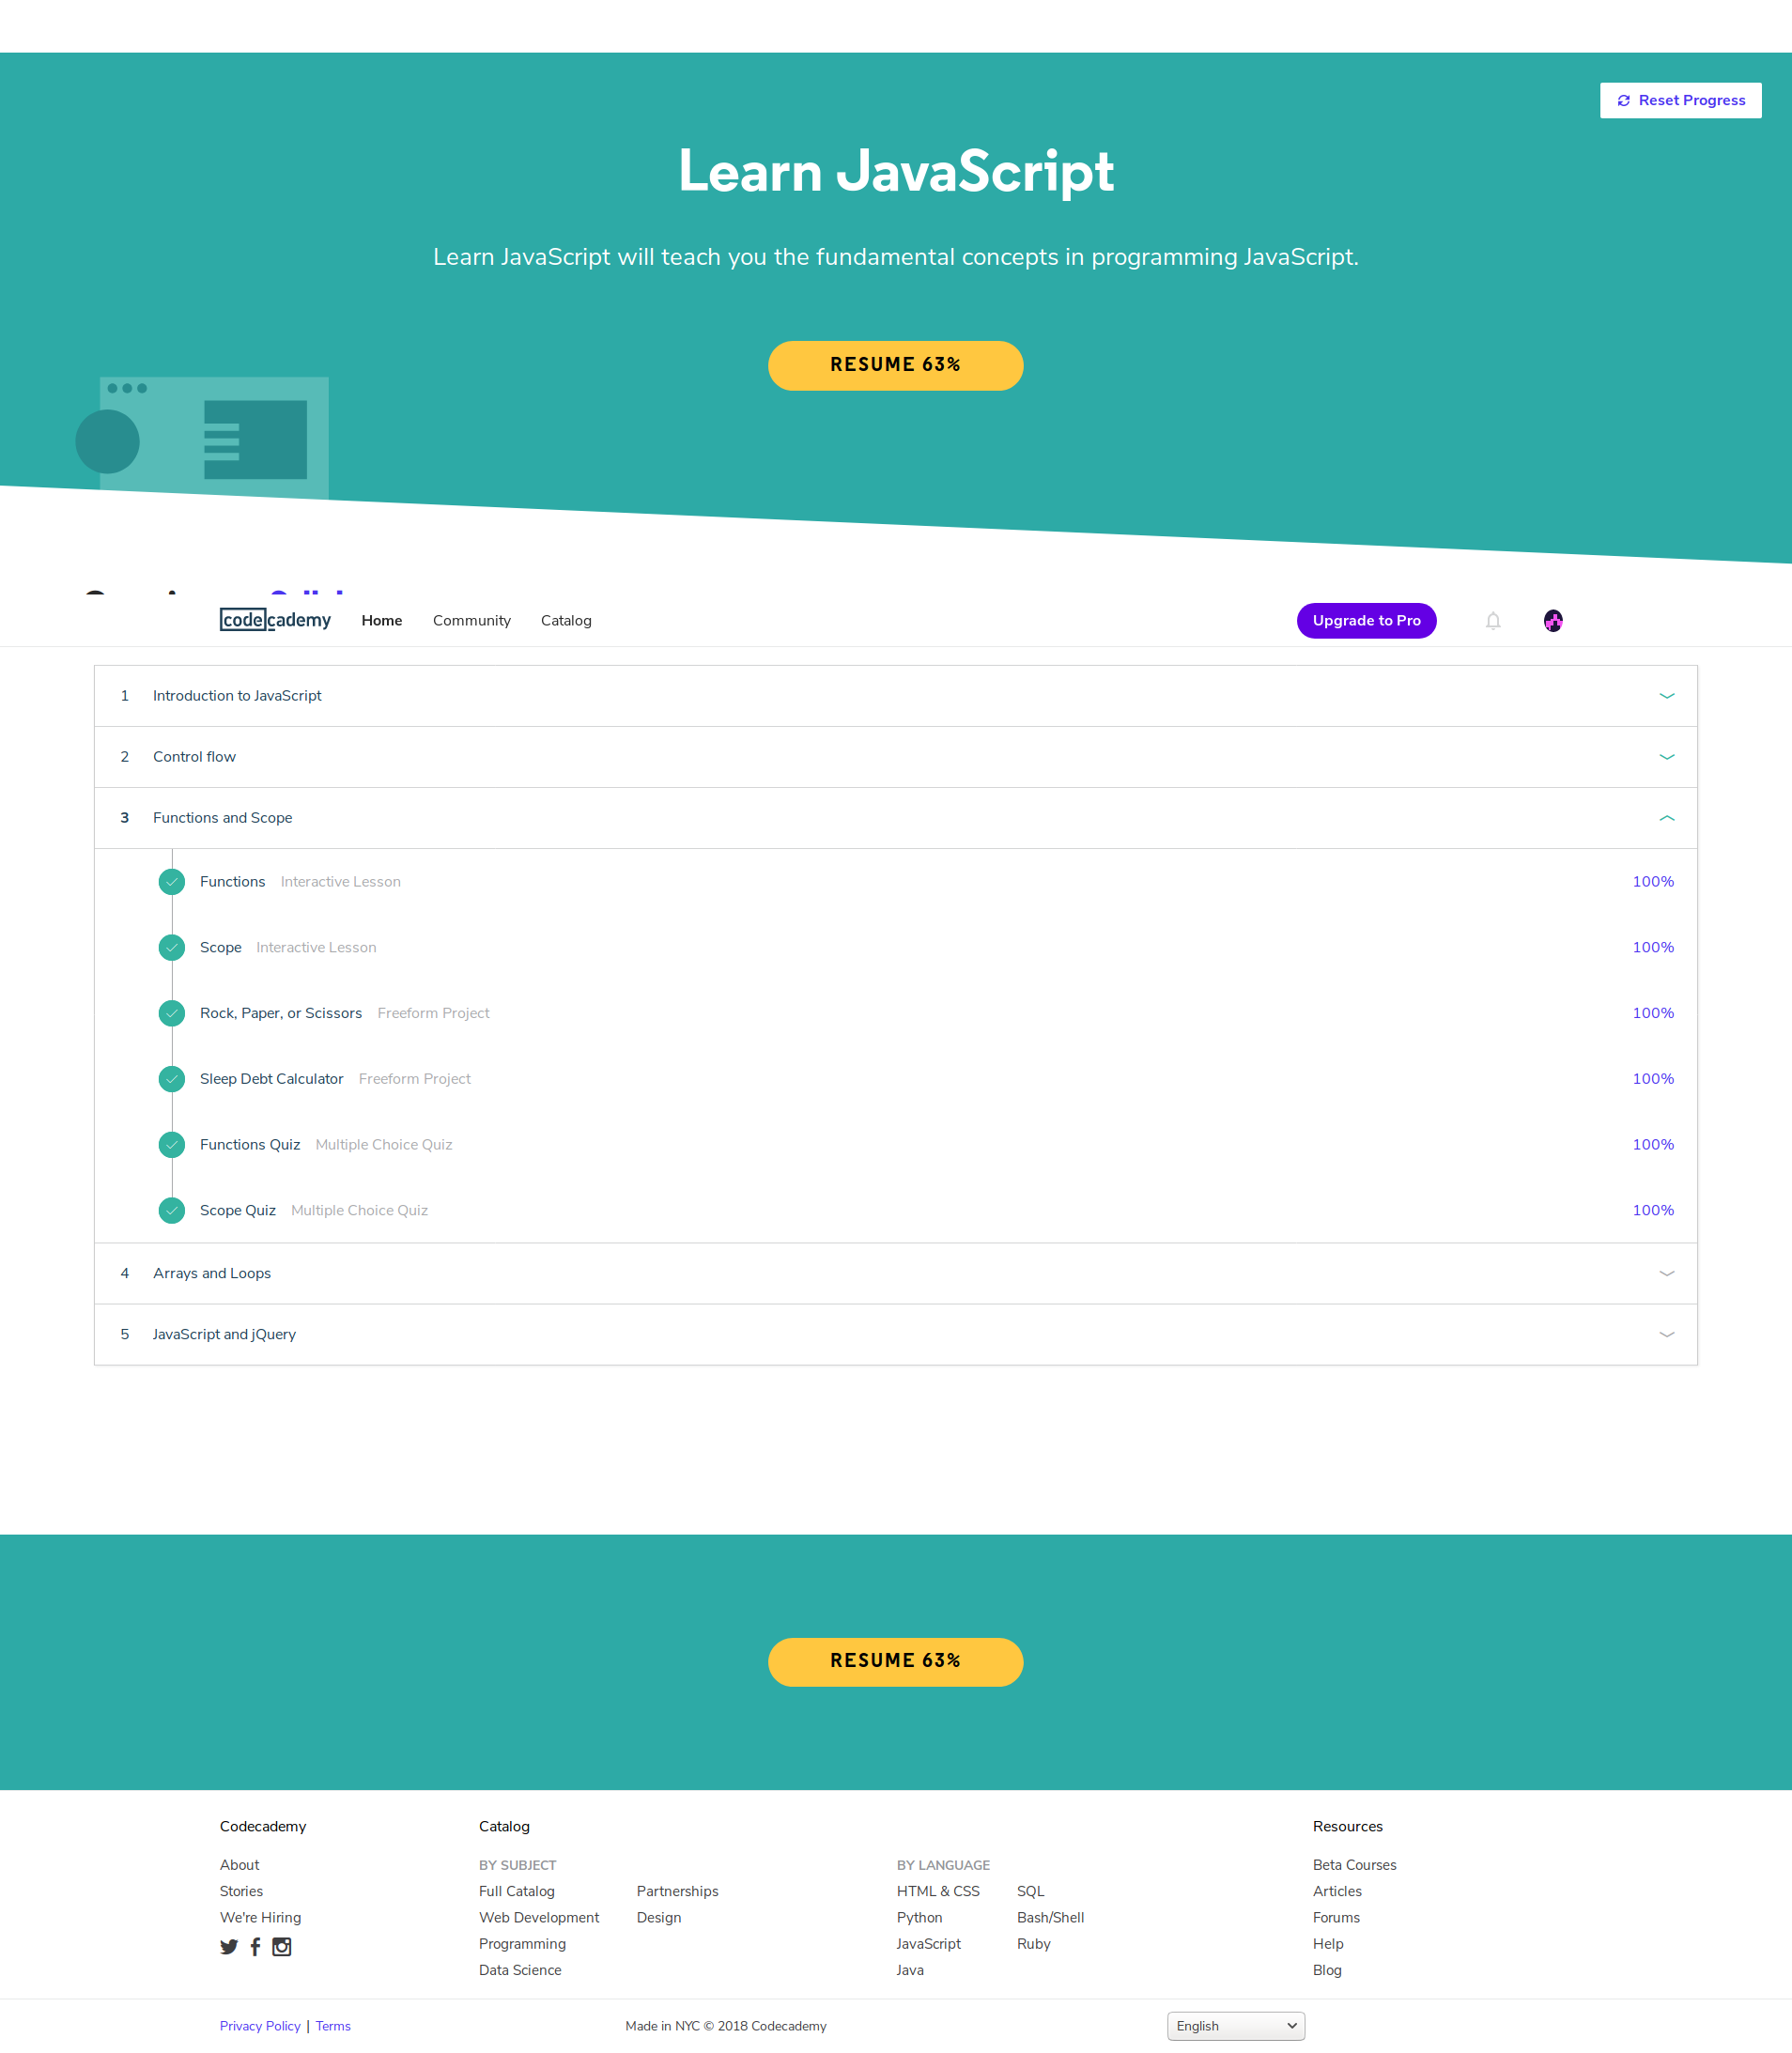 Reset Progress
Learn JavaScript
Learn JavaScript will teach you the fundamental concepts in programming JavaScript.
RESUME 63%
codecademy Home Community Catalog Upgrade to Pro
1 Introduction to JavaScript
2 Control flow
3 Functions and Scope
Functions Interactive Lesson 100%
Scope Interactive Lesson 100%
Rock, Paper, or Scissors Freeform Project 100%
Sleep Debt Calculator Freeform Project 100%
Functions Quiz Multiple Choice Quiz 100%
Scope Quiz Multiple Choice Quiz 100%
4 Arrays and Loops
5 JavaScript and jQuery
RESUME 63%
Codecademy
About
Stories
We're Hiring
Catalog
BY SUBJECT
Full Catalog
Web Development
Programming
Data Science
Partnerships
Design
BY LANGUAGE
HTML & CSS
Python
JavaScript
Java
SQL
Bash/Shell
Ruby
Resources
Beta Courses
Articles
Forums
Help
Blog
Privacy Policy | Terms
Made in NYC © 2018 Codecademy
English